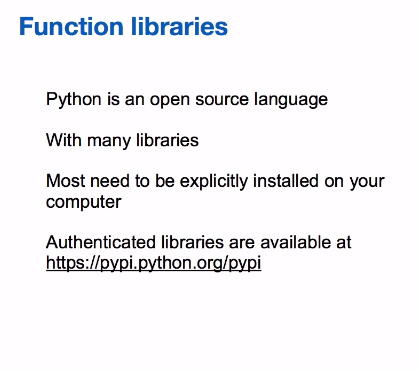 Function libraries
Python is an open source language
With many libraries
Most need to be explicitly installed on your
computer
Authenticated libraries are available at
https://pypi.python.org/pypi